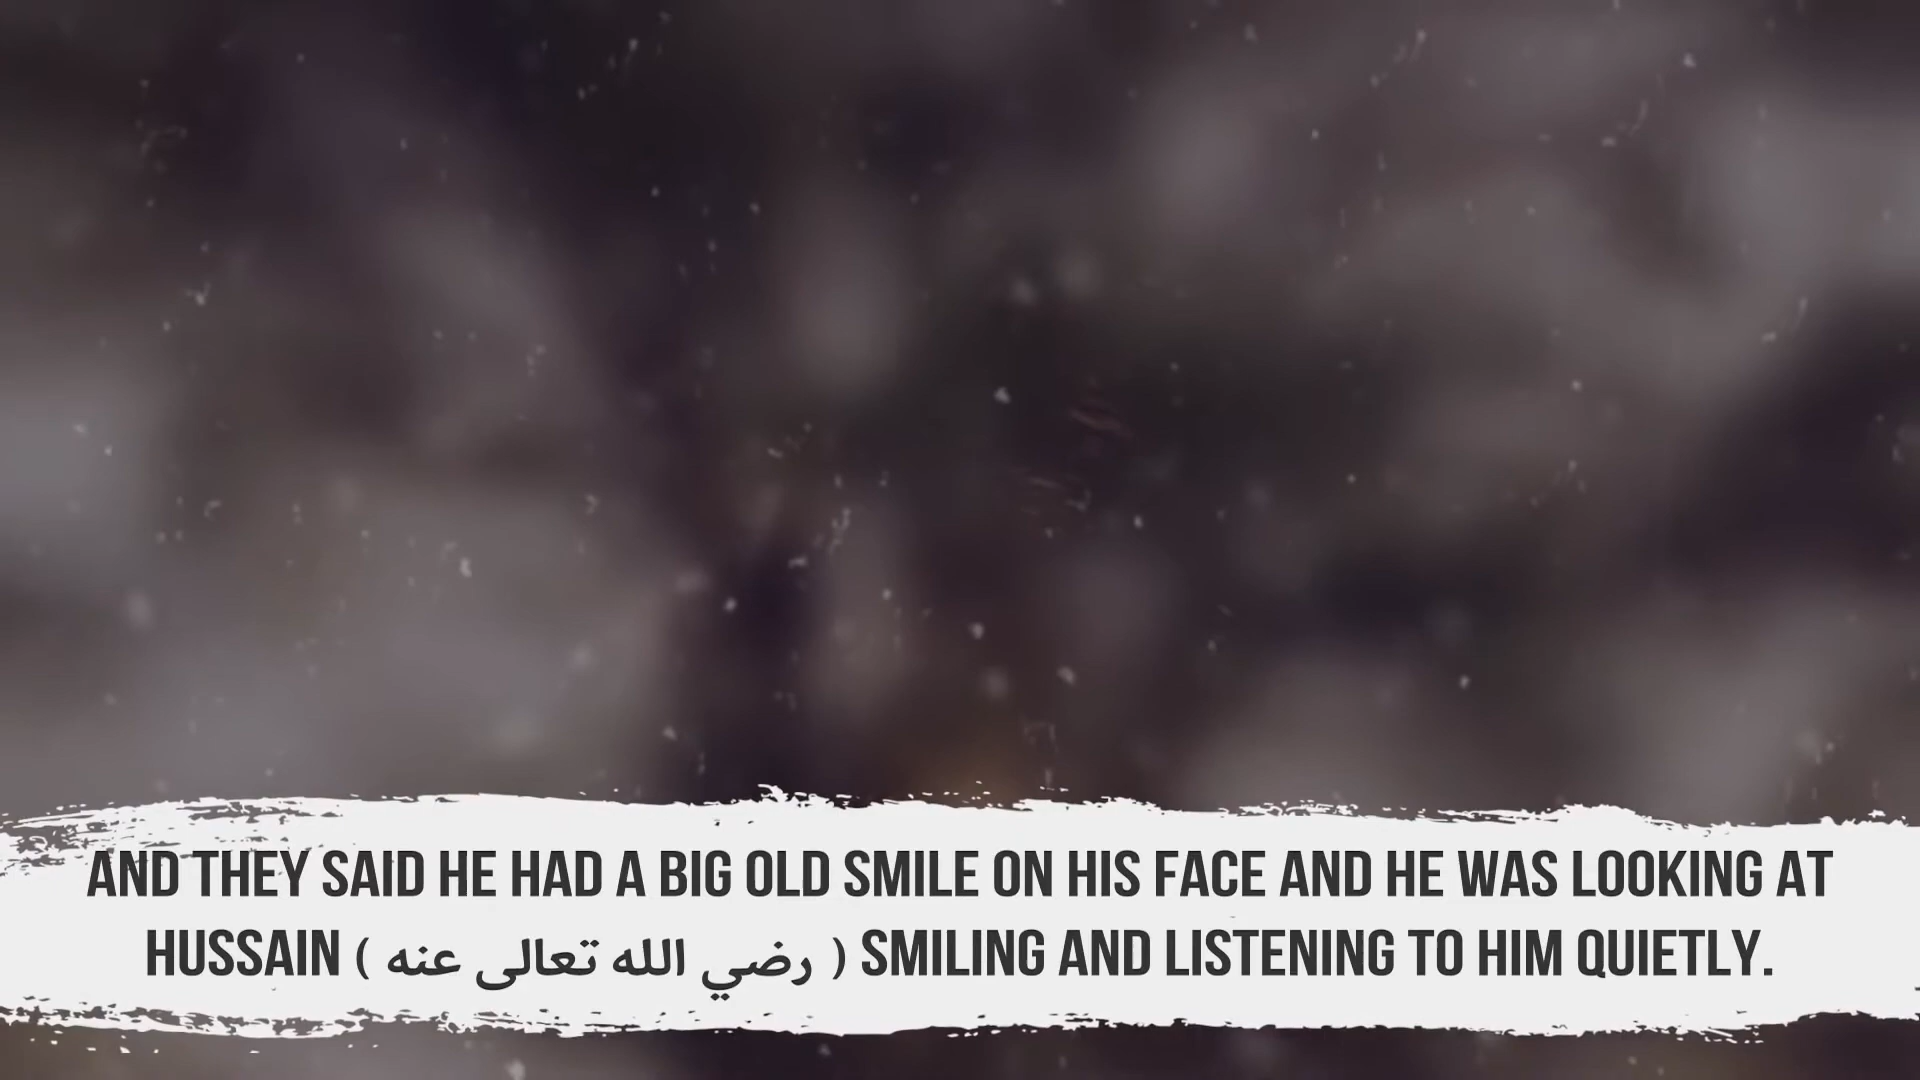 AND THEY SAID HE HAD A BIG OLD SMILE ON HIS FACE AND HE WAS LOOKING AT
HUSSAIN ( رضي الله تعالى عنه ) SMILING AND LISTENING TO HIM QUIETLY.